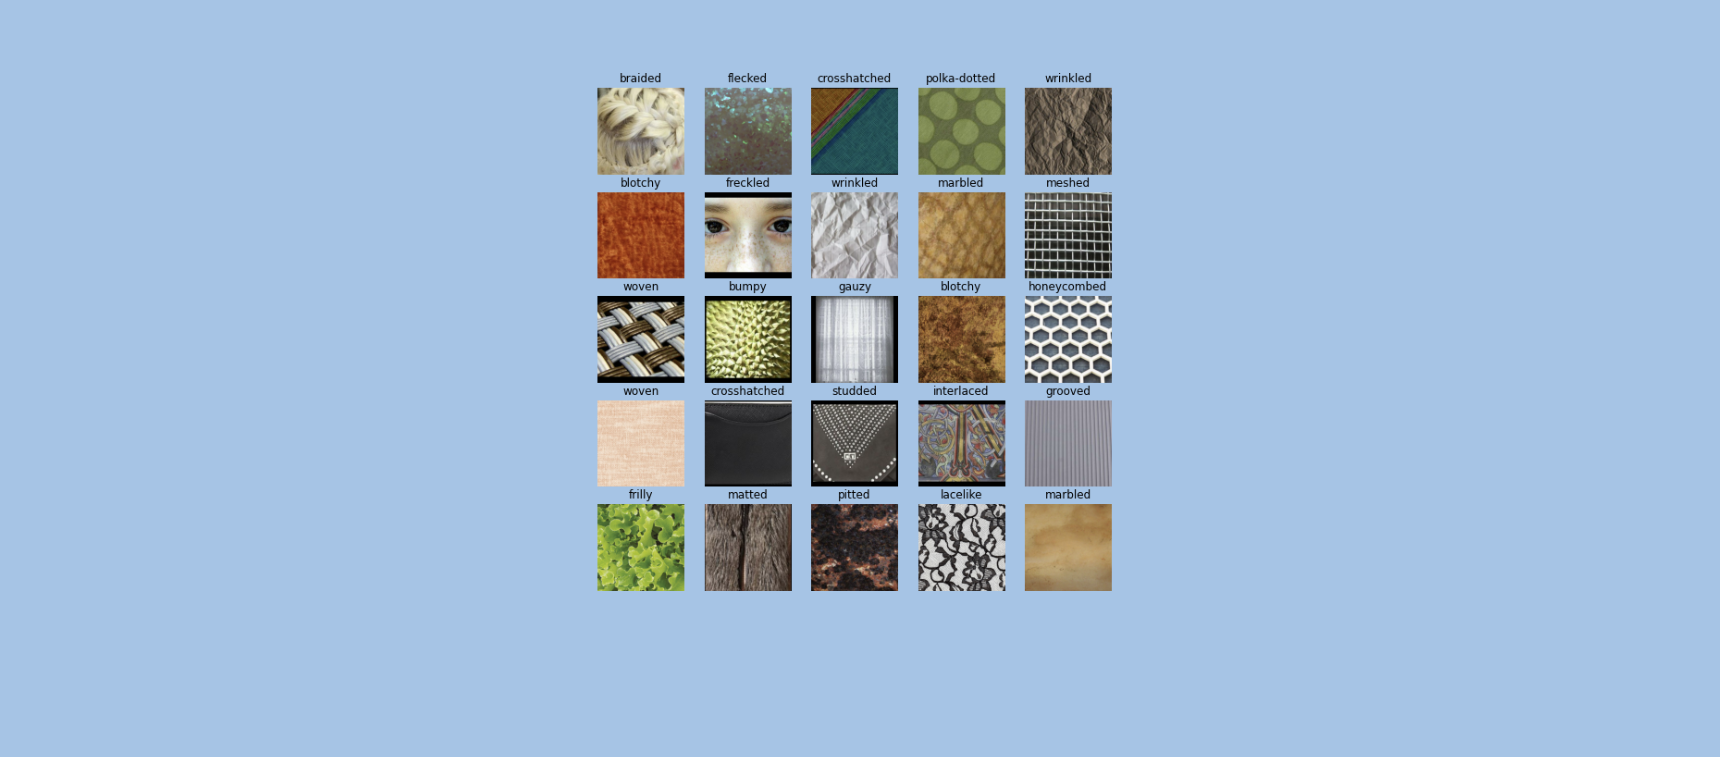 braided flecked crosshatched polka-dotted wrinkled
blotchy freckled wrinkled marbled meshed
woven bumpy gauzy blotchy honeycombed
woven crosshatched studded interlaced grooved
frilly matted pitted lacelike marbled